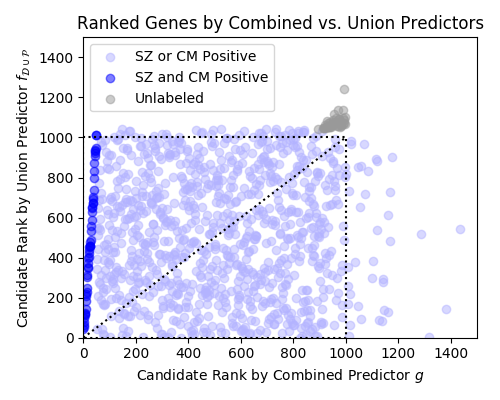 Ranked Genes by Combined vs. Union Predictors
SZ or CM Positive
SZ and CM Positive
Unlabeled
Candidate Rank by Union Predictor f_{𝒟∪𝒫}
1400
1200
1000
800
600
400
200
0
0 200 400 600 800 1000 1200 1400
Candidate Rank by Combined Predictor g